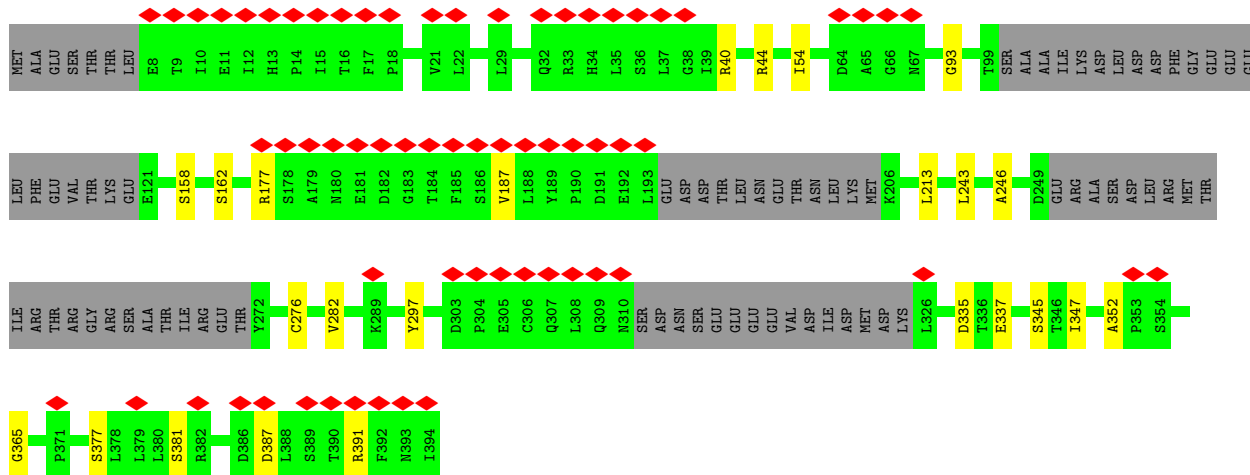 MET ALA GLU SER THR THR LEU E8 T9 I10 E11 I12 H13 P14 I15 T16 F17 P18 V21 L22 L29 Q32 R33 H34 L35 S36 L37 G38 I39 R40 R44 I54 D64 A65 G66 N67 G93 T99 SER ALA ALA ILE LYS ASP LEU ASP ASP PHE GLY GLU GLU GLU
LEU PHE GLU VAL THR LYS GLU E121 S158 S162 R177 S178 A179 N180 E181 D182 G183 T184 F185 S186 V187 L188 Y189 P190 D191 E192 L193 GLU ASP ASP THR LEU ASN GLU THR ASN LEU LYS MET K206 L213 L243 A246 D249 GLU ARG ALA SER ASP LEU ARG MET THR
ILE ARG THR ARG GLY ARG SER ALA THR ILE ARG GLU THR Y272 C276 V282 K289 Y297 D303 P304 E305 C306 Q307 L308 Q309 N310 SER ASP ASN SER GLU GLU GLU GLU VAL ASP ILE ASP MET ASP LYS L326 D335 T336 E337 S345 T346 I347 A352 P353 S354
G365 P371 S377 L378 L379 L380 S381 R382 D386 D387 L388 S389 T390 R391 F392 N393 I394